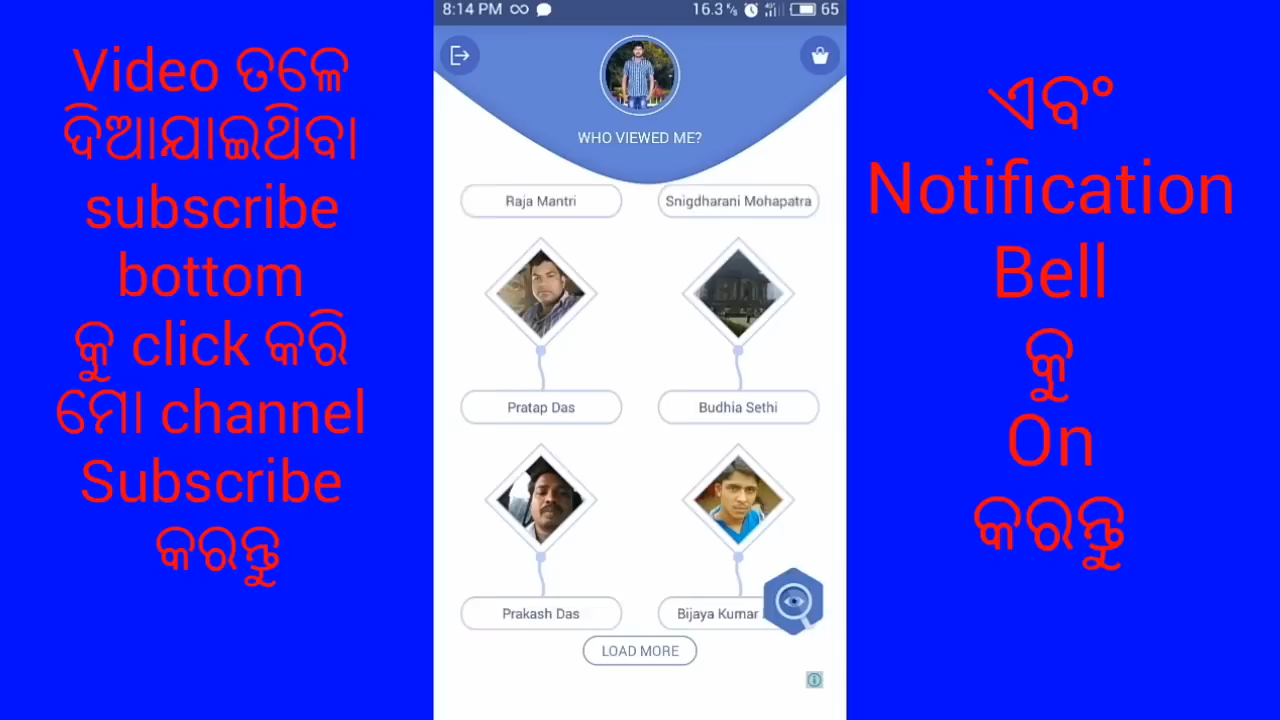 Video ତଳେ
ଦିଆଯାଇଥିବା
subscribe
bottom
କୁ click କରି
ମୋ channel
Subscribe
କରନ୍ତୁ
8:14 PM
16.3 K/s
65
WHO VIEWED ME?
Raja Mantri
Snigdharani Mohapatra
Pratap Das
Budhia Sethi
Prakash Das
Bijaya Kumar
LOAD MORE
ଏବଂ
Notification
Bell
କୁ
On
କରନ୍ତୁ